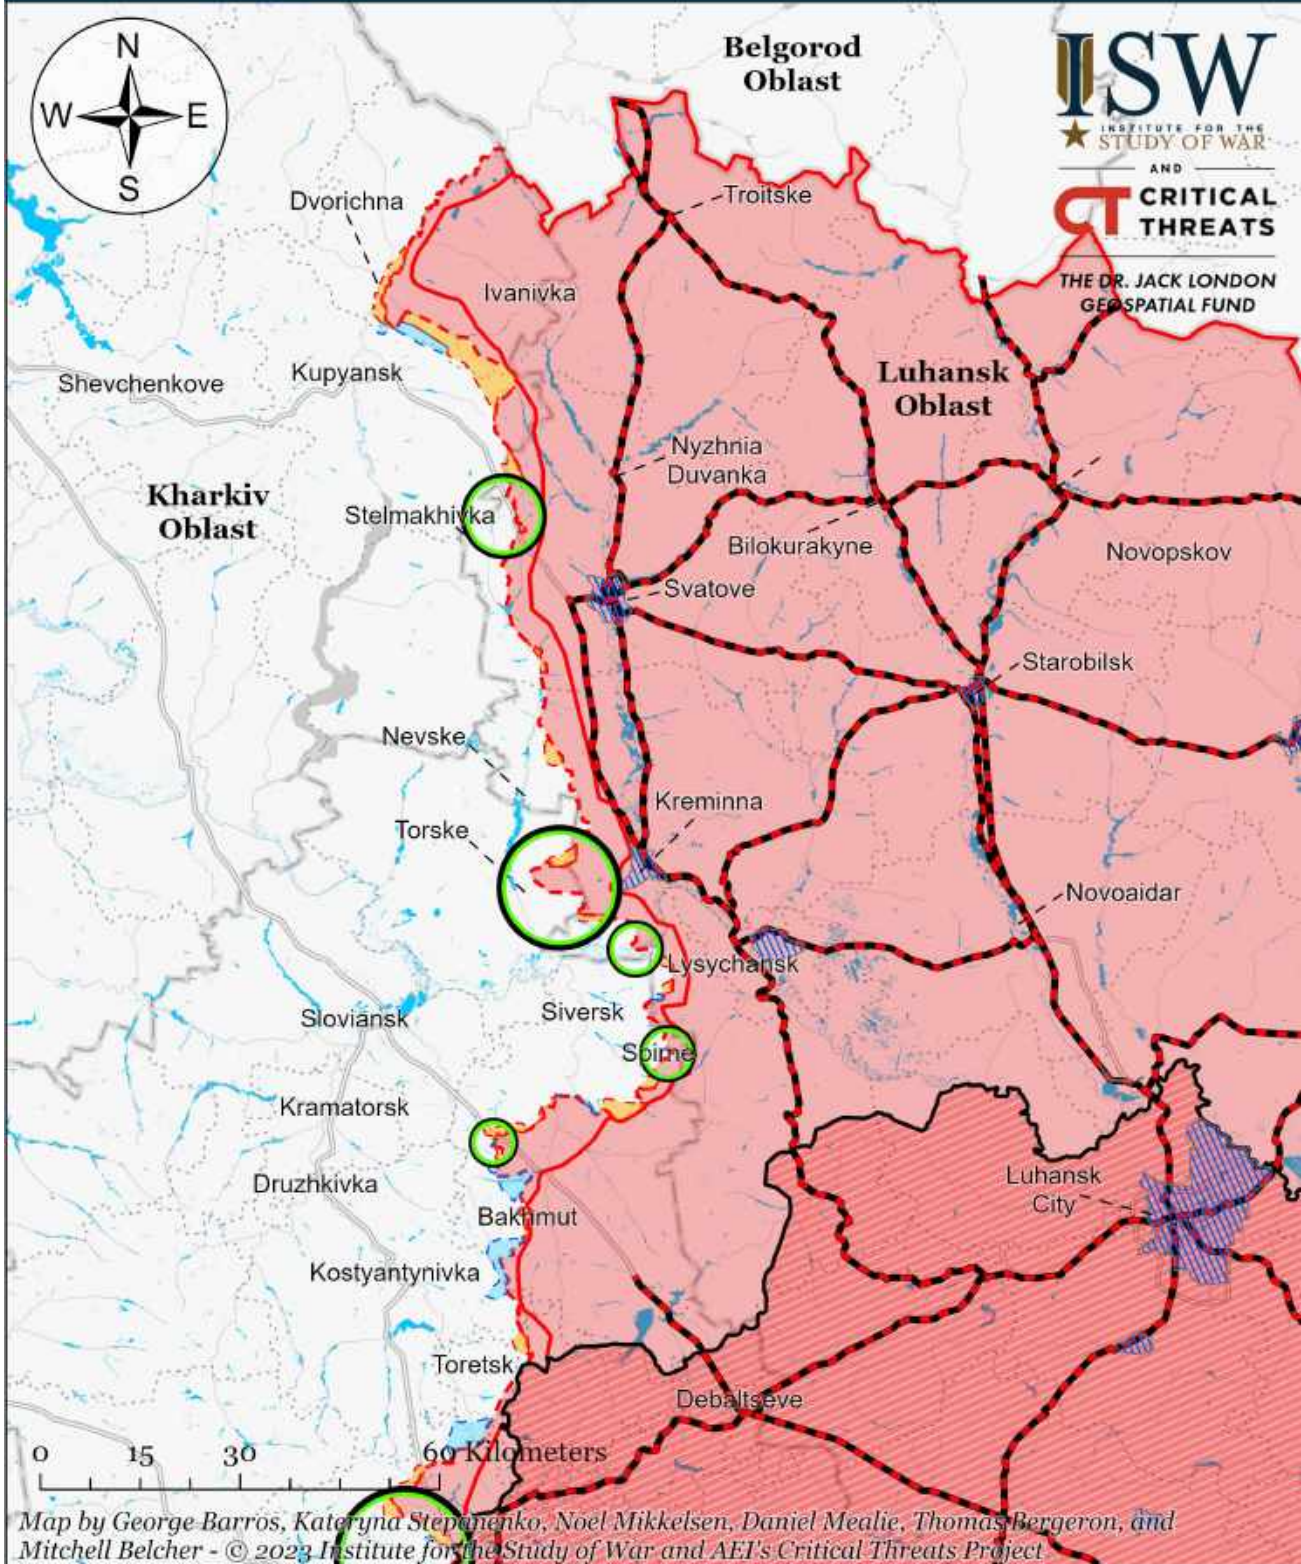 N
W E
S
Belgorod
Oblast
ISW
INSTITUTE FOR THE
STUDY OF WAR
AND
CT CRITICAL
THREATS
THE DR. JACK LONDON
GEOSPATIAL FUND
Dvorichna
Troitske
Ivanivka
Shevchenkove
Kupyansk
Luhansk
Oblast
Nyzhnia
Duvanka
Kharkiv
Oblast
Stelmakhivka
Bilokurakyne
Novopskov
Svatove
Starobilsk
Nevske
Kreminna
Torske
Novoaidar
Lysychansk
Siversk
Sloviansk
Spirne
Kramatorsk
Druzhkivka
Luhansk
City
Bakhmut
Kostyantynivka
Toretsk
Debaltseve
0 15 30 60 Kilometers
Map by George Barros, Kateryna Stepanenko, Noel Mikkelsen, Daniel Mealie, Thomas Bergeron, and
Mitchell Belcher - © 2023 Institute for the Study of War and AEI's Critical Threats Project